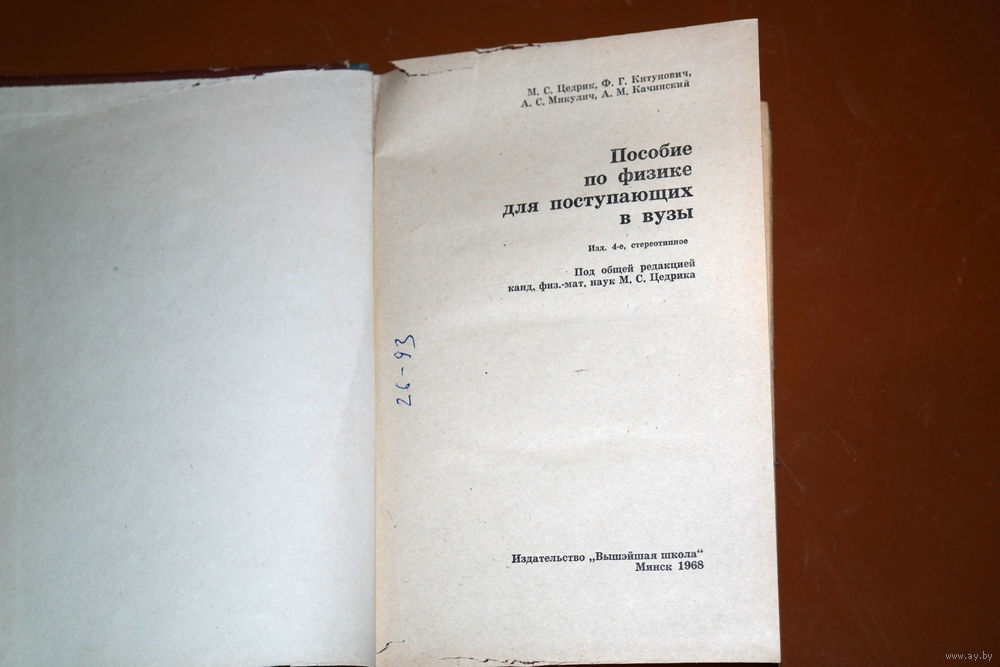 М. С. Цедрик, Ф. Г. Китунович,
А. С. Микулич, А. М. Качинский
Пособие
по физике
для поступающих
в вузы
Изд. 4-е, стереотипное
Под общей редакцией
канд. физ.-мат. наук М. С. Цедрика
26-93
Издательство „Вышэйшая школа“
Минск 1968
www.ay.by